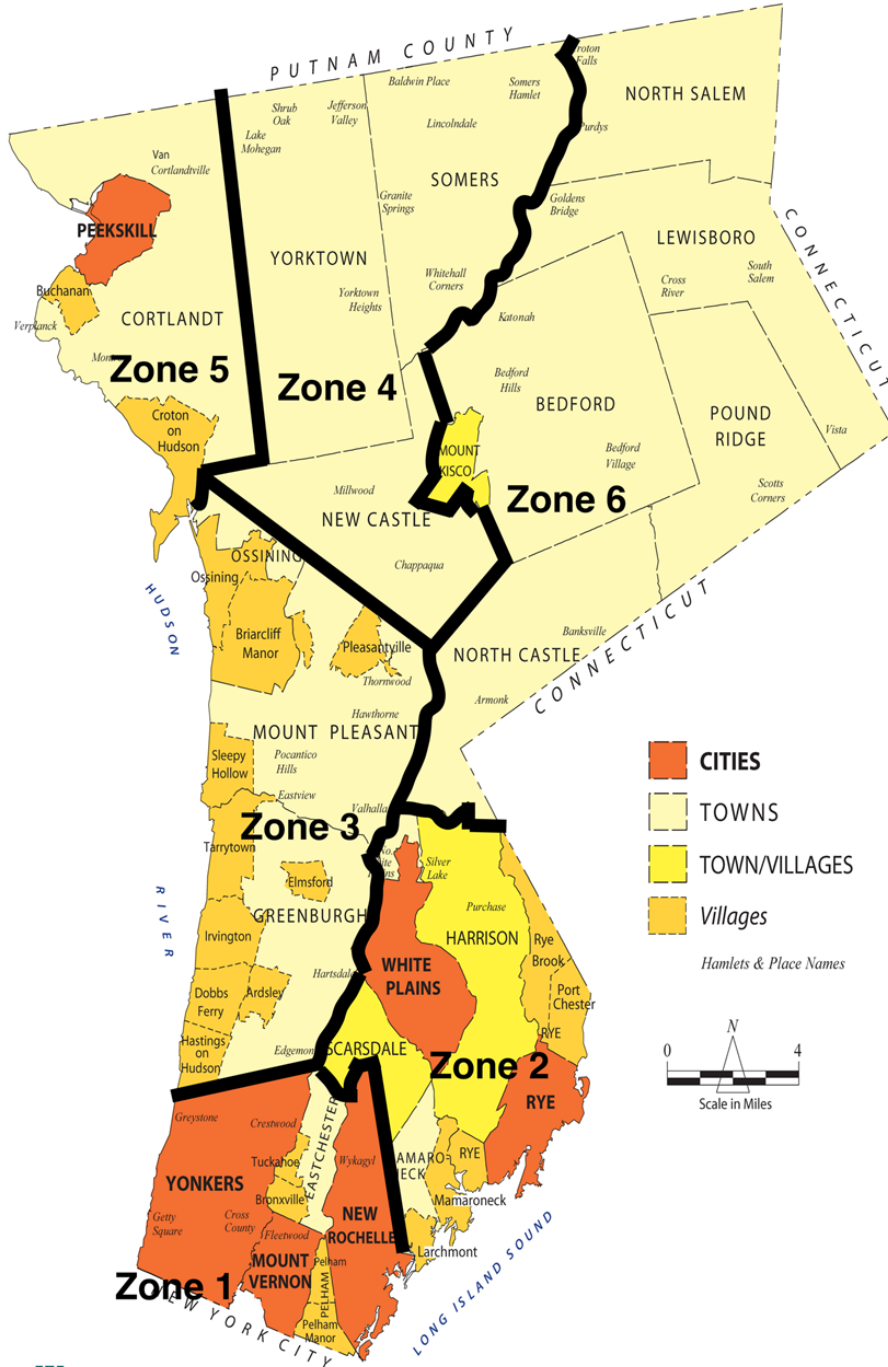 PUTNAM COUNTY
Croton
Falls
Baldwin Place
Somers
Hamlet
NORTH SALEM
Shrub
Oak
Jefferson
Valley
Lincolndale
Purdys
Lake
Mohegan
Van
Cortlandtville
SOMERS
Granite
Springs
Goldens
Bridge
CONNECTICUT
PEEKSKILL
YORKTOWN
LEWISBORO
Whitehall
Corners
Cross
River
South
Salem
Buchanan
Yorktown
Heights
Verplanck
CORTLANDT
Katonah
Zone 5
Zone 4
Bedford
Hills
BEDFORD
POUND
RIDGE
Vista
Croton
on
Hudson
MOUNT
KISCO
Bedford
Village
Scotts
Corners
Millwood
NEW CASTLE
Zone 6
OSSINING
Ossining
Chappaqua
HUDSON
CONNECTICUT
Briarcliff
Manor
Pleasantville
Banksville
NORTH CASTLE
Thornwood
Armonk
Hawthorne
MOUNT PLEASANT
Sleepy
Hollow
Pocantico
Hills
Eastview
Valhalla
CITIES
TOWNS
TOWN/VILLAGES
Villages
Hamlets & Place Names
Zone 3
Tarrytown
No.
Silver
Lake
Elmsford
RIVER
GREENBURGH
Purchase
HARRISON
Irvington
Rye
Brook
WHITE
PLAINS
Hartsdale
Dobbs
Ferry
Ardsley
Port
Chester
Hastings
on
Hudson
Edgemont
SCARSDALE
RYE
Zone 2
RYE
N
0 4
Scale in Miles
Greystone
Crestwood
EASTCHESTER
Tuckahoe
Wykagyl
RYE
YONKERS
Bronxville
Mamaroneck
Getty
Square
Cross
County
Fleetwood
NEW
ROCHELLE
Larchmont
MOUNT
VERNON
Pelham
PELHAM
Zone 1
Pelham
Manor
NEW YORK CITY
LONG ISLAND SOUND